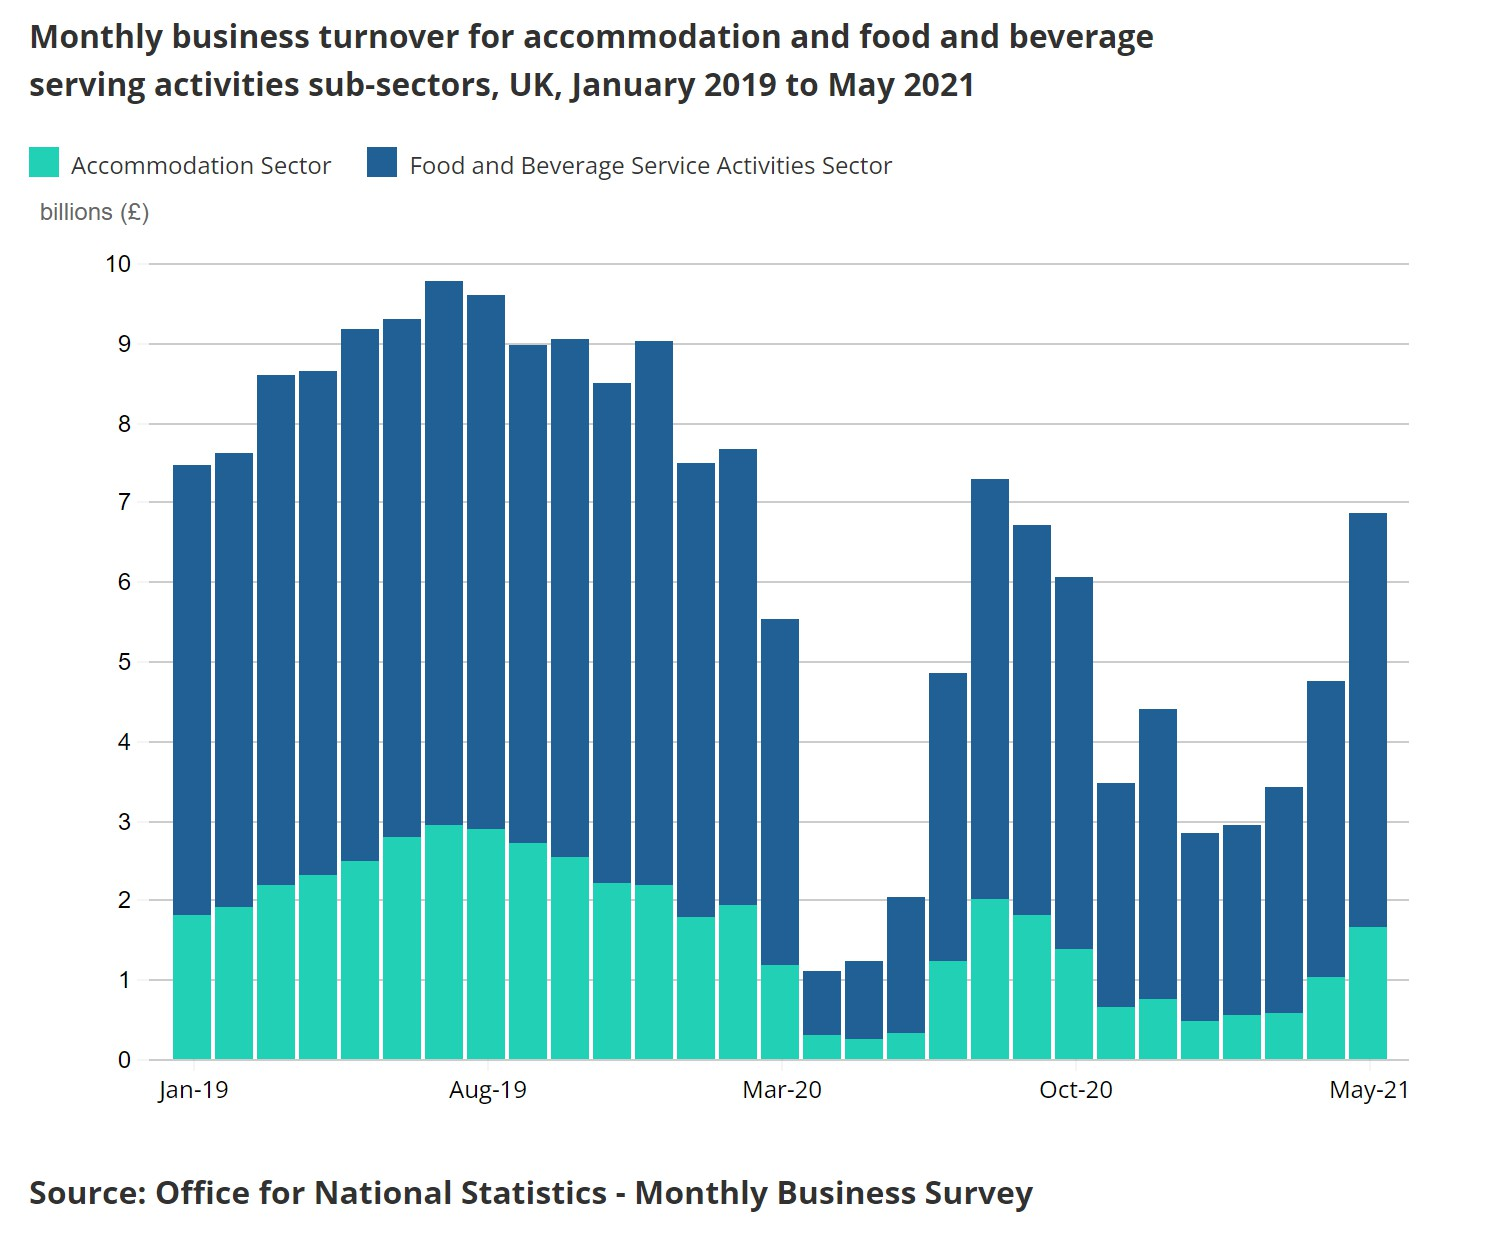 Monthly business turnover for accommodation and food and beverage
serving activities sub-sectors, UK, January 2019 to May 2021
Accommodation Sector Food and Beverage Service Activities Sector
billions (£)
10
9
8
7
6
5
4
3
2
1
0
Jan-19 Aug-19 Mar-20 Oct-20 May-21
Source: Office for National Statistics - Monthly Business Survey